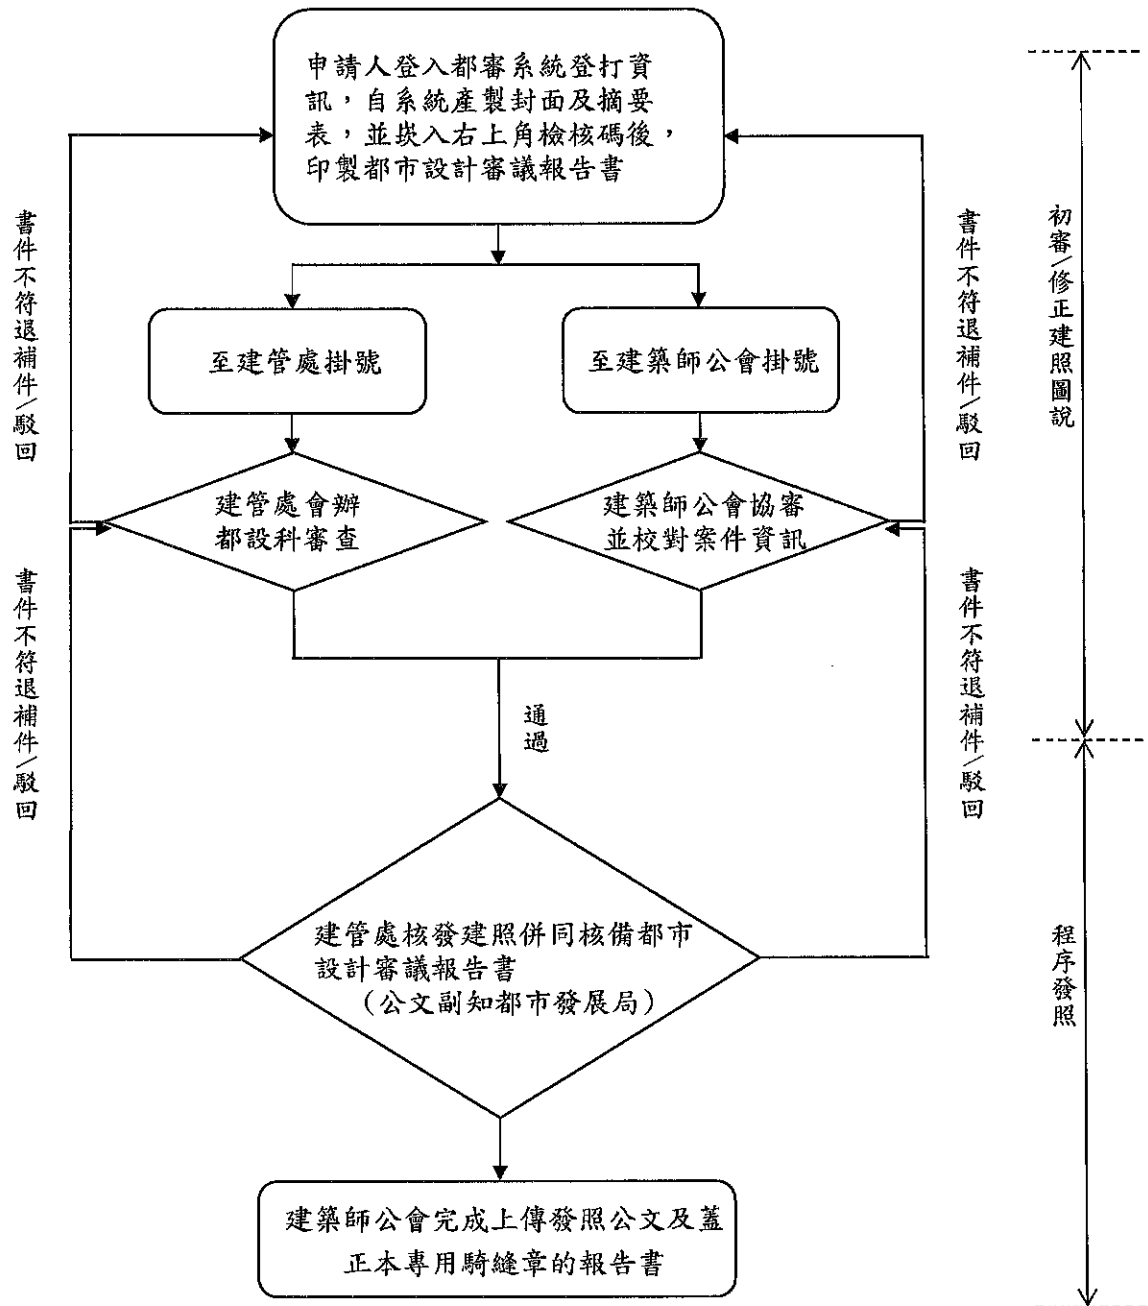 申請人登入都審系統登打資
訊，自系統產製封面及摘要
表，並崁入右上角檢核碼後，
印製都市設計審議報告書
書件不符退補件/駁回
書件不符退補件/駁回
初審/修正建照圖說
至建管處掛號
至建築師公會掛號
建管處會辦
都設科審查
建築師公會協審
並校對案件資訊
書件不符退補件/駁回
書件不符退補件/駁回
通過
建管處核發建照併同核備都市
設計審議報告書
（公文副知都市發展局）
程序發照
建築師公會完成上傳發照公文及蓋
正本專用騎縫章的報告書